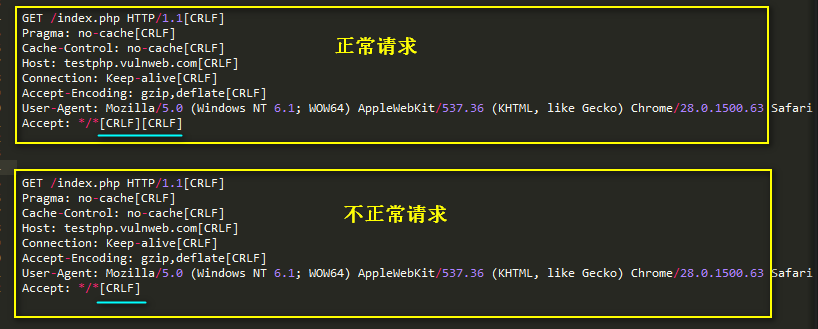 GET /index.php HTTP/1.1[CRLF]
正常请求
Pragma: no-cache[CRLF]
Cache-Control: no-cache[CRLF]
Host: testphp.vulnweb.com[CRLF]
Connection: Keep-alive[CRLF]
Accept-Encoding: gzip,deflate[CRLF]
User-Agent: Mozilla/5.0 (Windows NT 6.1; WOW64) AppleWebKit/537.36 (KHTML, like Gecko) Chrome/28.0.1500.63 Safari
Accept: */*[CRLF][CRLF]
GET /index.php HTTP/1.1[CRLF]
Pragma: no-cache[CRLF]
不正常请求
Cache-Control: no-cache[CRLF]
Host: testphp.vulnweb.com[CRLF]
Connection: Keep-alive[CRLF]
Accept-Encoding: gzip,deflate[CRLF]
User-Agent: Mozilla/5.0 (Windows NT 6.1; WOW64) AppleWebKit/537.36 (KHTML, like Gecko) Chrome/28.0.1500.63 Safari
Accept: */*[CRLF]